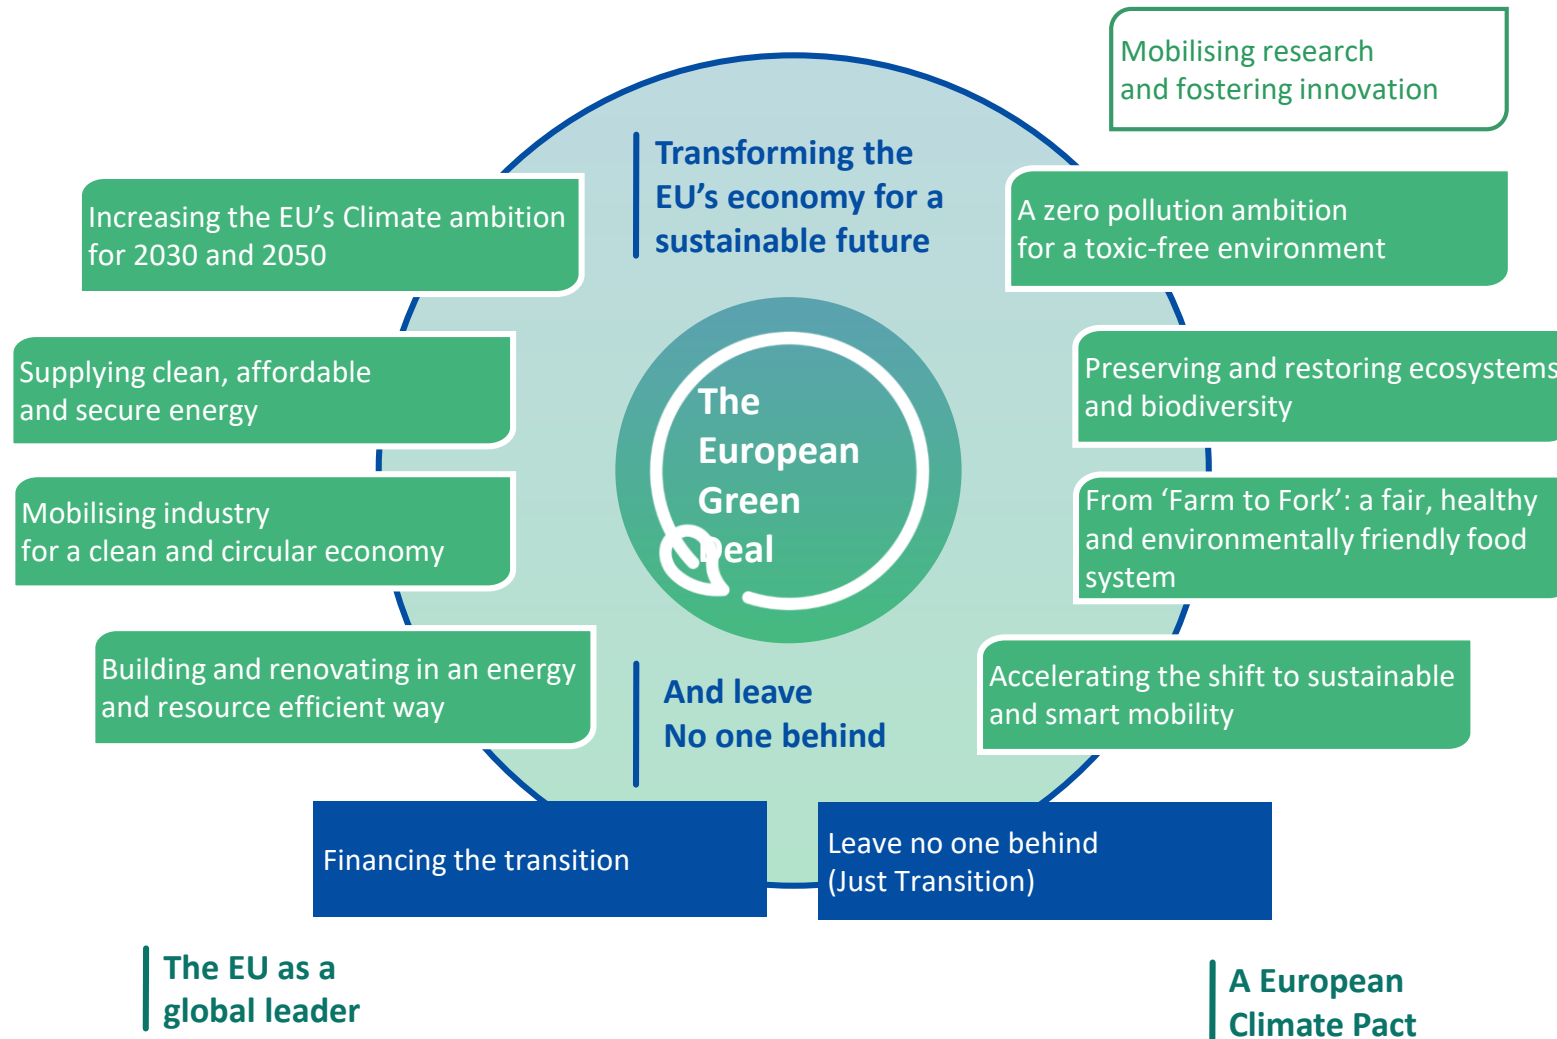 Mobilising research
and fostering innovation
Transforming the
EU's economy for a
sustainable future
Increasing the EU's Climate ambition
for 2030 and 2050
A zero pollution ambition
for a toxic-free environment
Supplying clean, affordable
and secure energy
The
European
Green
Deal
Preserving and restoring ecosystems
and biodiversity
Mobilising industry
for a clean and circular economy
From ‘Farm to Fork’: a fair, healthy
and environmentally friendly food
system
Building and renovating in an energy
and resource efficient way
And leave
No one behind
Accelerating the shift to sustainable
and smart mobility
Financing the transition
Leave no one behind
(Just Transition)
The EU as a
global leader
A European
Climate Pact